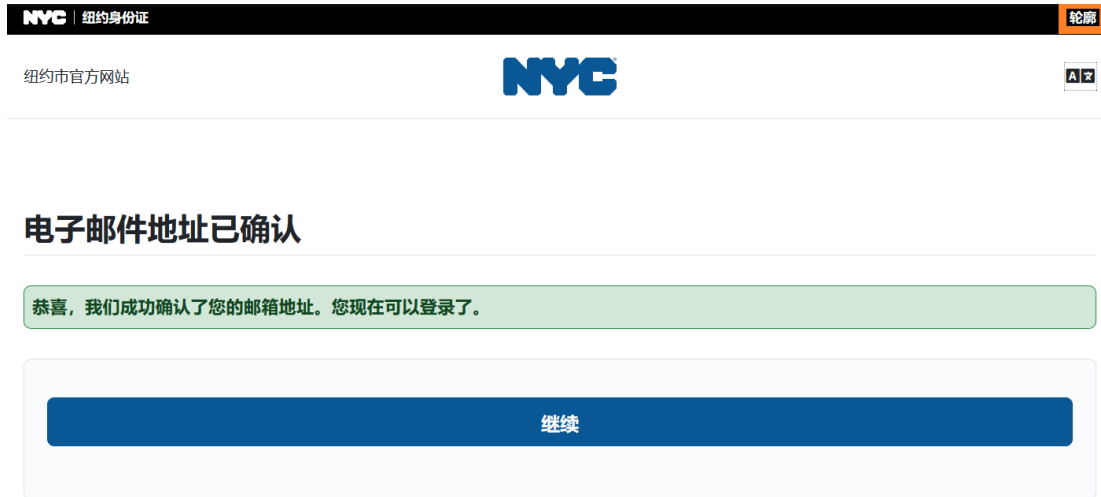 NYC | 纽约身份证
轮廓
纽约市官方网站
NYC
A 文
电子邮件地址已确认
恭喜，我们成功确认了您的邮箱地址。您现在可以登录了。
继续